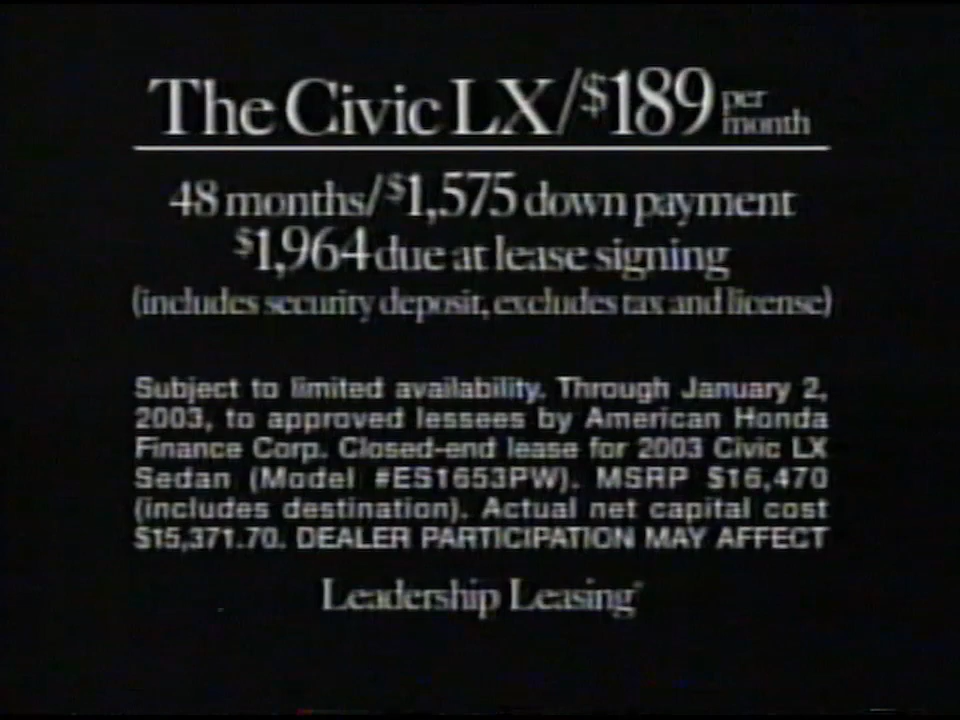 The Civic LX/$189 per month
48 months/$1,575 down payment
$1,964 due at lease signing
(includes security deposit, excludes tax and license)
Subject to limited availability. Through January 2,
2003, to approved lessees by American Honda
Finance Corp. Closed-end lease for 2003 Civic LX
Sedan (Model #ES1653PW). MSRP $16,470
(includes destination). Actual net capital cost
$15,371.70. DEALER PARTICIPATION MAY AFFECT
Leadership Leasing